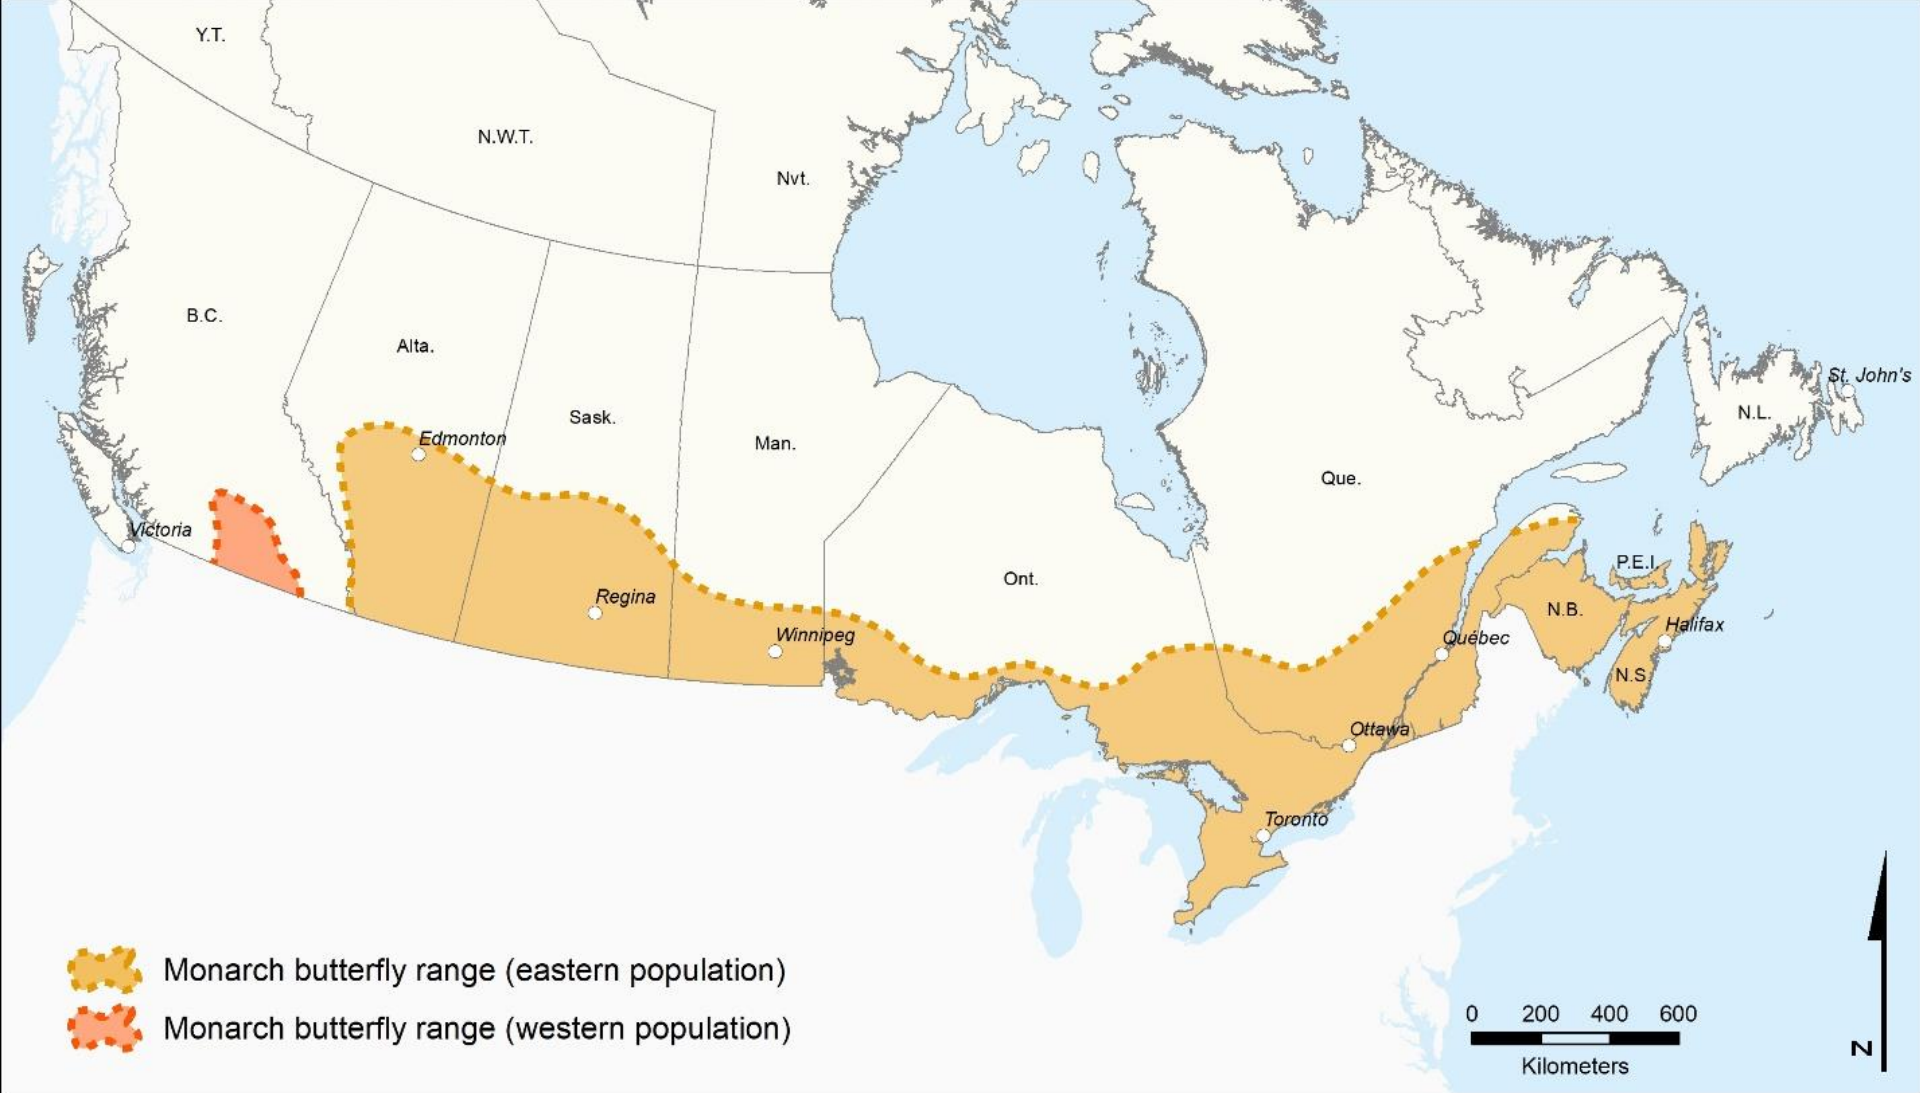 Y.T.
N.W.T.
Nvt.
B.C.
Alta.
St. John's
N.L.
Sask.
Edmonton
Man.
Que.
Victoria
P.E.I.
Ont.
Regina
N.B.
Halifax
Winnipeg
Québec
N.S.
Ottawa
Toronto
Monarch butterfly range (eastern population)
Monarch butterfly range (western population)
0 200 400 600
Kilometers
N